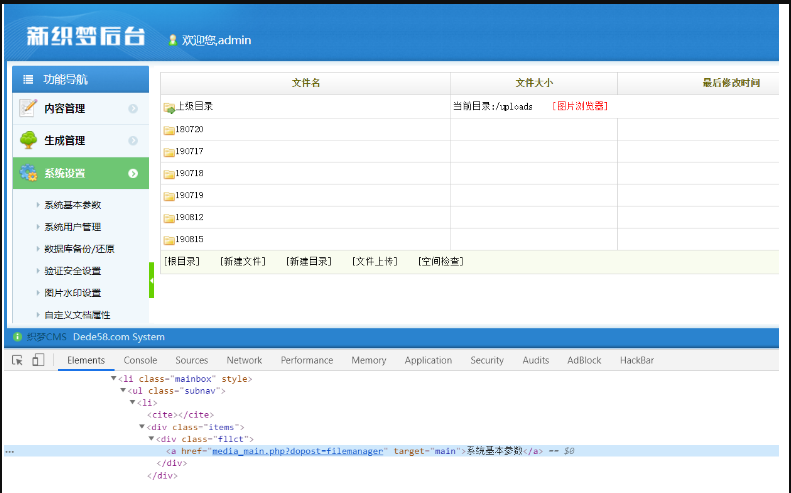 新织梦后台
欢迎您,admin
功能导航
内容管理
生成管理
系统设置
系统基本参数
系统用户管理
数据库备份/还原
验证安全设置
图片水印设置
自定义文档属性
文件名 文件大小 最后修改时间
上级目录 当前目录:/uploads [图片浏览器]
180720
190717
190718
190719
190812
190815
[根目录] [新建文件] [新建目录] [文件上传] [空间检查]
织梦CMS Dede58.com System
Elements Console Sources Network Performance Memory Application Security Audits AdBlock HackBar
<li class="mainbox" style>
<ul class="subnav">
<li>
<cite></cite>
<div class="items">
<div class="fllct">
<a href="media_main.php?dopost=filemanager" target="main">系统基本参数</a> == $0
</div>
</div>